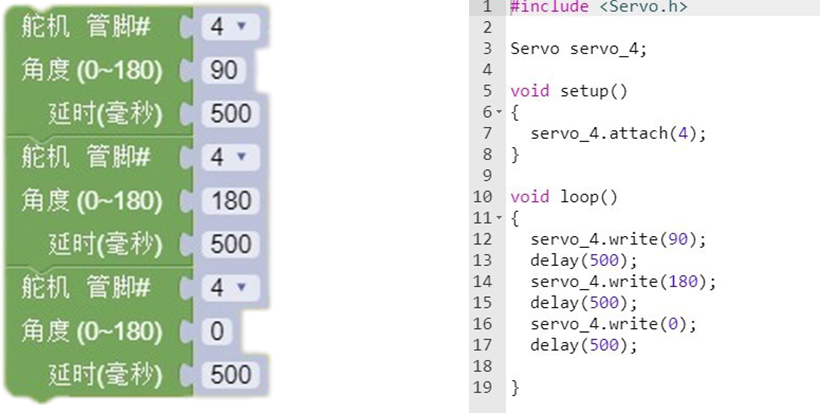 舵机 管脚# 4
角度 (0~180) 90
延时(毫秒) 500
舵机 管脚# 4
角度 (0~180) 180
延时(毫秒) 500
舵机 管脚# 4
角度 (0~180) 0
延时(毫秒) 500
1 #include <Servo.h>
2
3 Servo servo_4;
4
5 void setup()
6 {
7 servo_4.attach(4);
8 }
9
10 void loop()
11 {
12 servo_4.write(90);
13 delay(500);
14 servo_4.write(180);
15 delay(500);
16 servo_4.write(0);
17 delay(500);
18
19 }